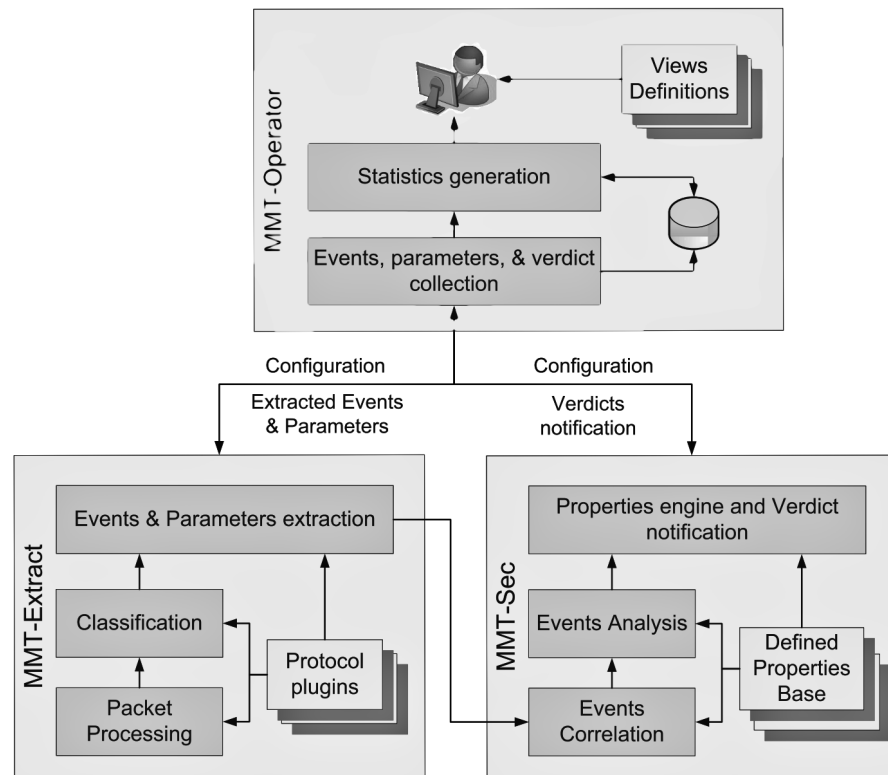 MMT-Operator
Views
Definitions
Statistics generation
Events, parameters, & verdict
collection
Configuration
Extracted Events
& Parameters
Configuration
Verdicts
notification
MMT-Extract
Events & Parameters extraction
Classification
Packet
Processing
Protocol
plugins
MMT-Sec
Properties engine and Verdict
notification
Events Analysis
Events
Correlation
Defined
Properties
Base